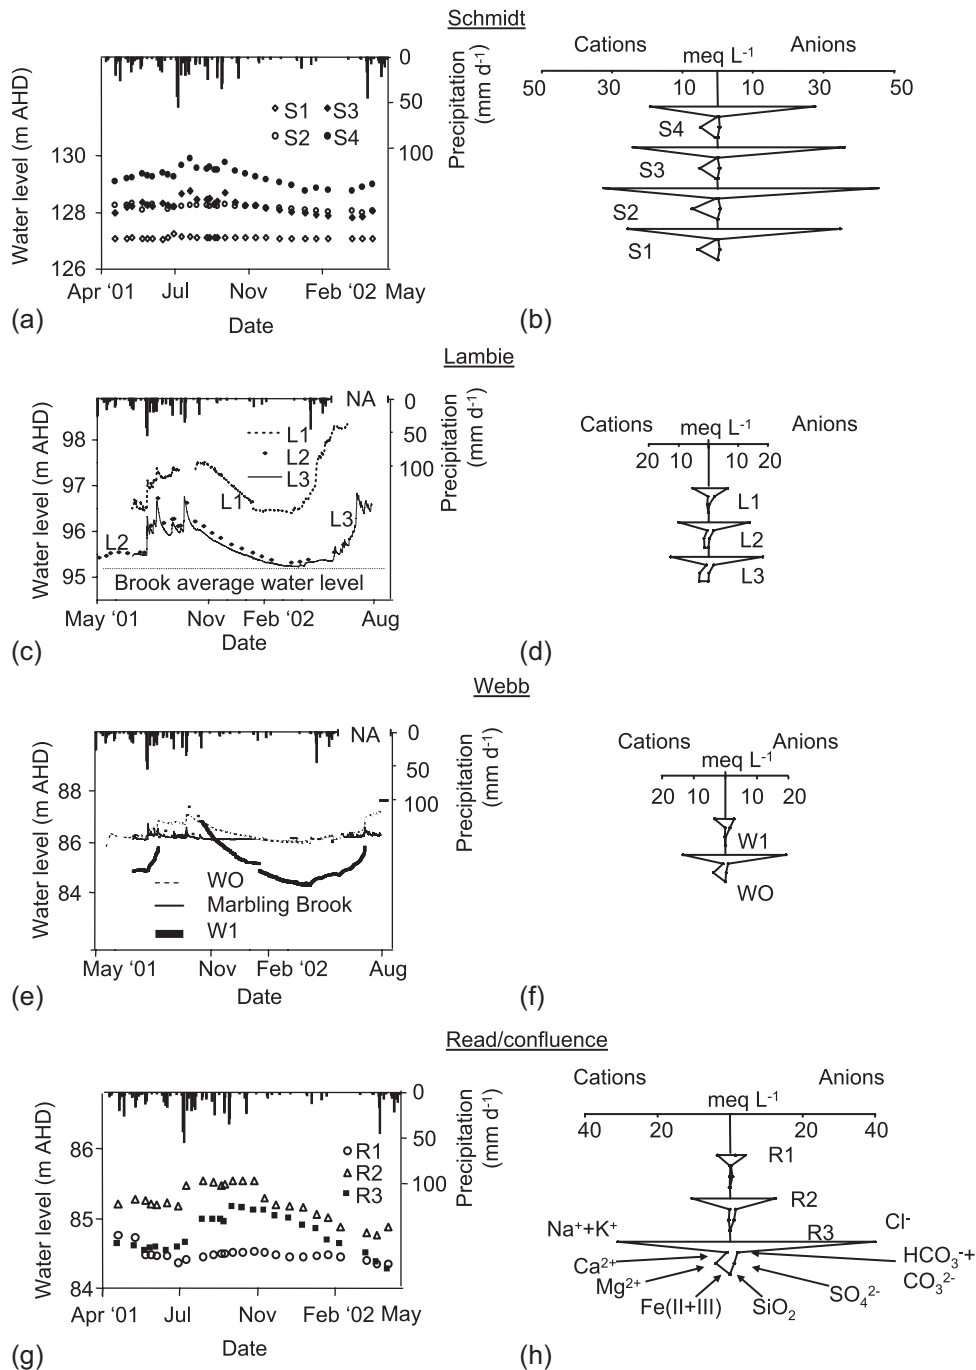 Schmidt
Water level (m AHD)
130
128
126
Apr ‘01 Jul Nov Feb ‘02 May
Date
0
50
100
Precipitation
(mm d-1)
S1 S3
S2 S4
(a)
Cations Anions
meq L-1
50 30 10 10 30 50
S4
S3
S2
S1
(b)
Lambie
Water level (m AHD)
98
97
96
95
NA
0
50
100
Precipitation
(mm d-1)
L1
L2
L3
L1
L3
L2
Brook average water level
May ‘01 Nov Feb ‘02 Aug
Date
(c)
Cations Anions
meq L-1
20 10 10 20
L1
L2
L3
(d)
Webb
Water level (m AHD)
88
86
84
NA
0
50
100
Precipitation
(mm d-1)
WO
Marbling Brook
W1
May ‘01 Nov Feb ‘02 Aug
Date
(e)
Cations Anions
meq L-1
20 10 10 20
W1
WO
(f)
Read/confluence
Water level (m AHD)
86
85
84
0
50
100
Precipitation
(mm d-1)
R1
R2
R3
Apr ‘01 Jul Nov Feb ‘02 May
Date
(g)
Cations Anions
meq L-1
40 20 20 40
R1
R2
R3
Na++K+
Cl-
Ca2+
HCO3-+
CO32-
Mg2+
SO42-
Fe(II+III) SiO2
(h)